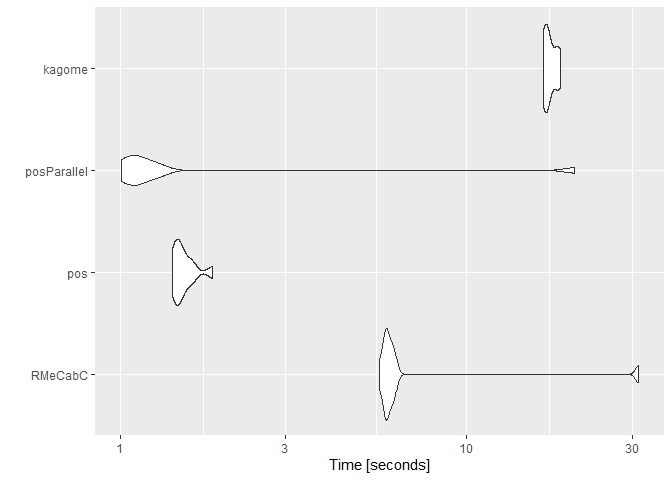 kagome
posParallel
pos
RMeCabC
1 3 10 30
Time [seconds]